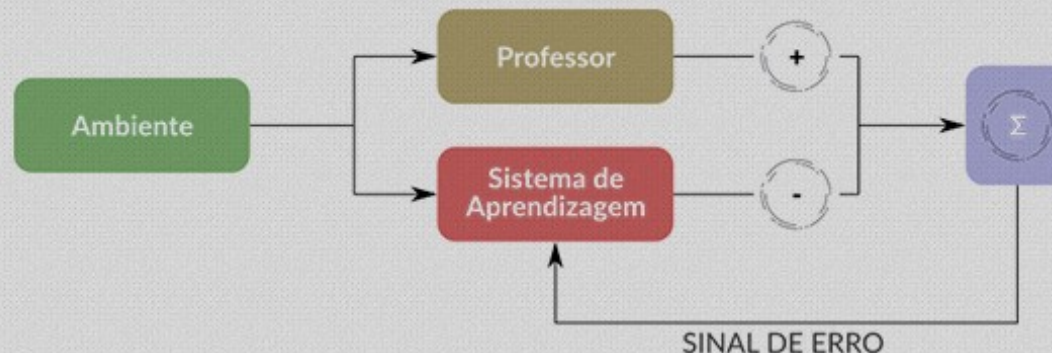 Professor
+
Ambiente
Σ
Sistema de
Aprendizagem
-
SINAL DE ERRO